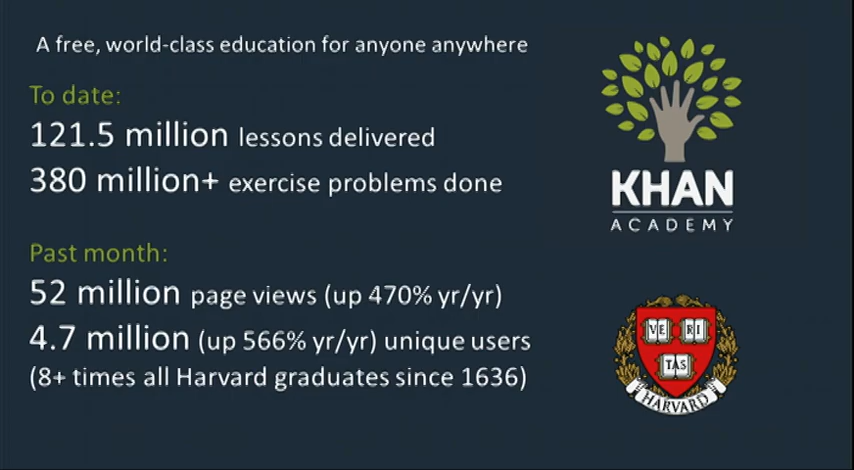 A free, world-class education for anyone anywhere
To date:
121.5 million lessons delivered
380 million+ exercise problems done
Past month:
52 million page views (up 470% yr/yr)
4.7 million (up 566% yr/yr) unique users
(8+ times all Harvard graduates since 1636)
KHAN
ACADEMY
VE RI
TAS
HARVARD